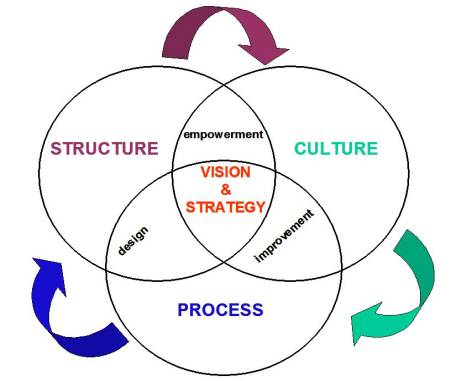 empowerment
STRUCTURE
CULTURE
VISION
&
STRATEGY
design
improvement
PROCESS